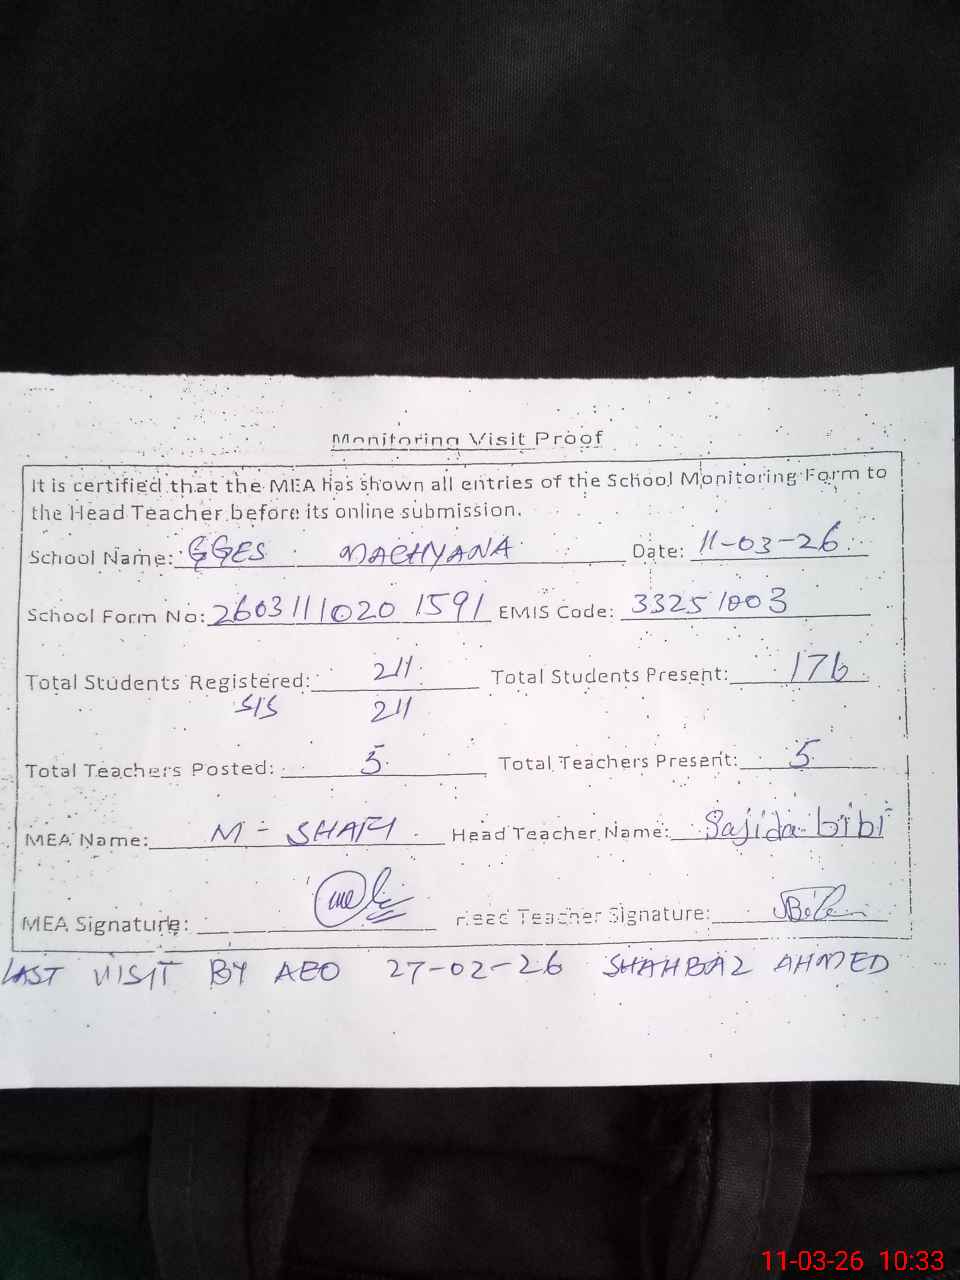 Monitoring Visit Proof
It is certified that the MEA has shown all entries of the School Monitoring Form to
the Head Teacher before its online submission.
School Name: GGES MACHYANA Date: 11-03-26
School Form No: 26031110201591 EMIS Code: 33251003
Total Students Registered: 211 Total Students Present: 176
SIS 211
Total Teachers Posted: 5 Total Teachers Present: 5
MEA Name: M-SHAFI Head Teacher Name: Sajida bibi
MEA Signature: Head Teacher Signature:
LAST VISIT BY AEO 27-02-26 SHAHBAZ AHMED
11-03-26 10:33